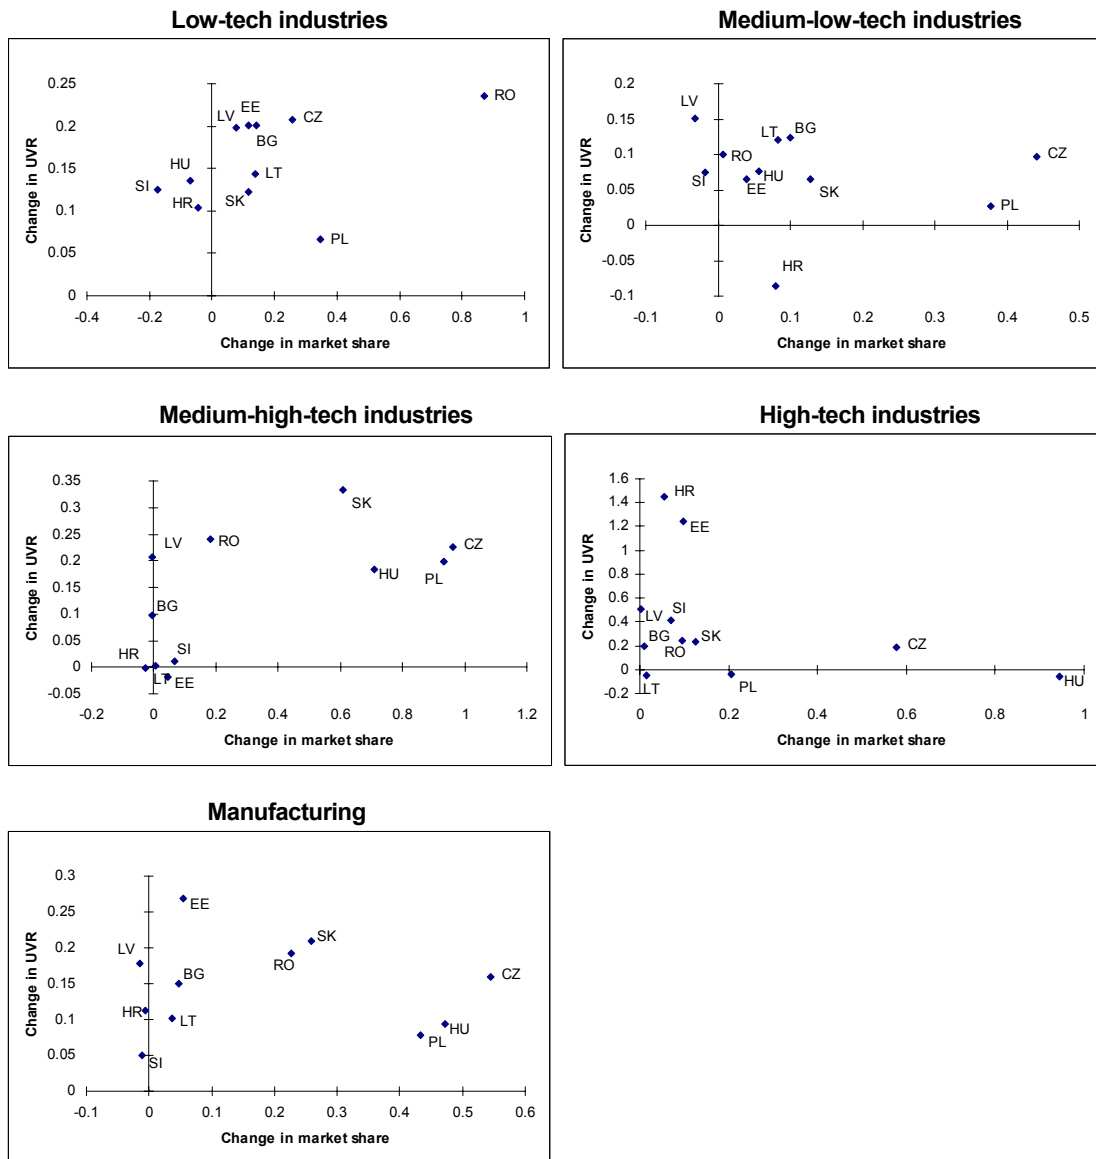 Low-tech industries
Change in UVR
0.25
0.2
0.15
0.1
0.05
0
-0.4
-0.2
0
0.2
0.4
0.6
0.8
1
Change in market share
RO
EE
LV
CZ
BG
HU
LT
SI
SK
HR
PL
Medium-low-tech industries
Change in UVR
0.2
0.15
0.1
0.05
0
-0.05
-0.1
-0.1
0
0.1
0.2
0.3
0.4
0.5
Change in market share
LV
BG
LT
RO
CZ
SI
HU
EE
SK
PL
HR
Medium-high-tech industries
Change in UVR
0.35
0.3
0.25
0.2
0.15
0.1
0.05
0
-0.05
-0.2
0
0.2
0.4
0.6
0.8
1
1.2
Change in market share
SK
LV
RO
CZ
HU
PL
BG
HR
SI
LT
EE
High-tech industries
Change in UVR
1.6
1.4
1.2
1
0.8
0.6
0.4
0.2
0
-0.2
0
0.2
0.4
0.6
0.8
1
Change in market share
HR
EE
LV
SI
BG
RO
SK
CZ
LT
PL
HU
Manufacturing
Change in UVR
0.3
0.25
0.2
0.15
0.1
0.05
0
-0.1
0
0.1
0.2
0.3
0.4
0.5
0.6
Change in market share
EE
SK
LV
RO
BG
CZ
HR
LT
HU
PL
SI